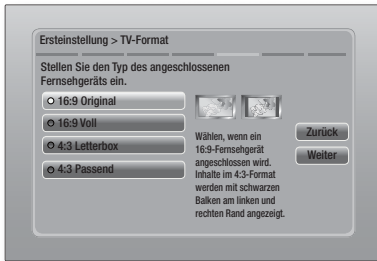 Ersteinstellung > TV-Format
Stellen Sie den Typ des angeschlossenen
Fernsehgeräts ein.
16:9 Original
16:9 Voll
4:3 Letterbox
4:3 Passend
Wählen, wenn ein
16:9-Fernsehgerät
angeschlossen wird.
Inhalte im 4:3-Format
werden mit schwarzen
Balken am linken und
rechten Rand angezeigt.
Zurück
Weiter